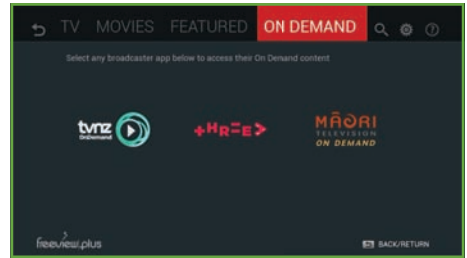 TV MOVIES FEATURED ON DEMAND
Select any broadcaster app below to access their On Demand content
tvnz
OnDemand
+HR=E>
MĀORI
TELEVISION
ON DEMAND
freeview.plus
BACK/RETURN